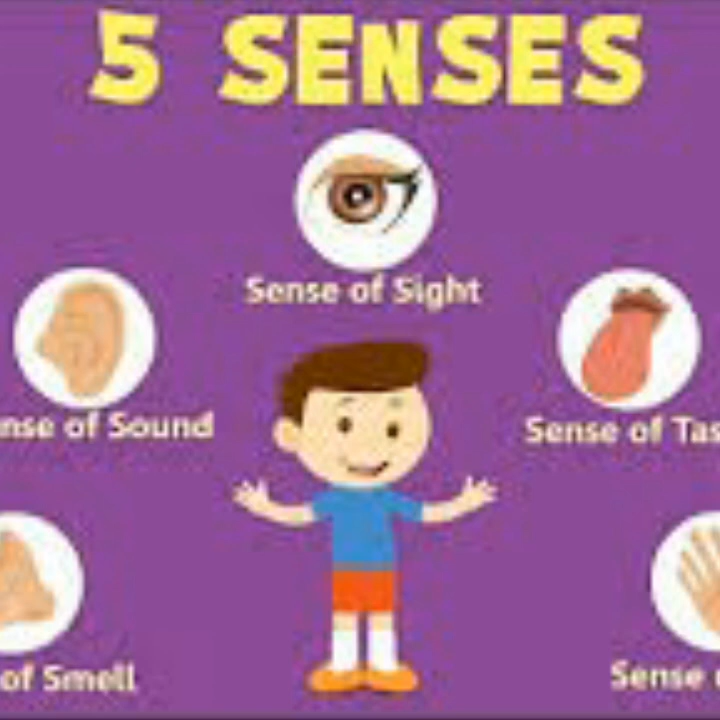 5 SENSES
Sense of Sight
nse of Sound
Sense of Tas
of Smell
Sense